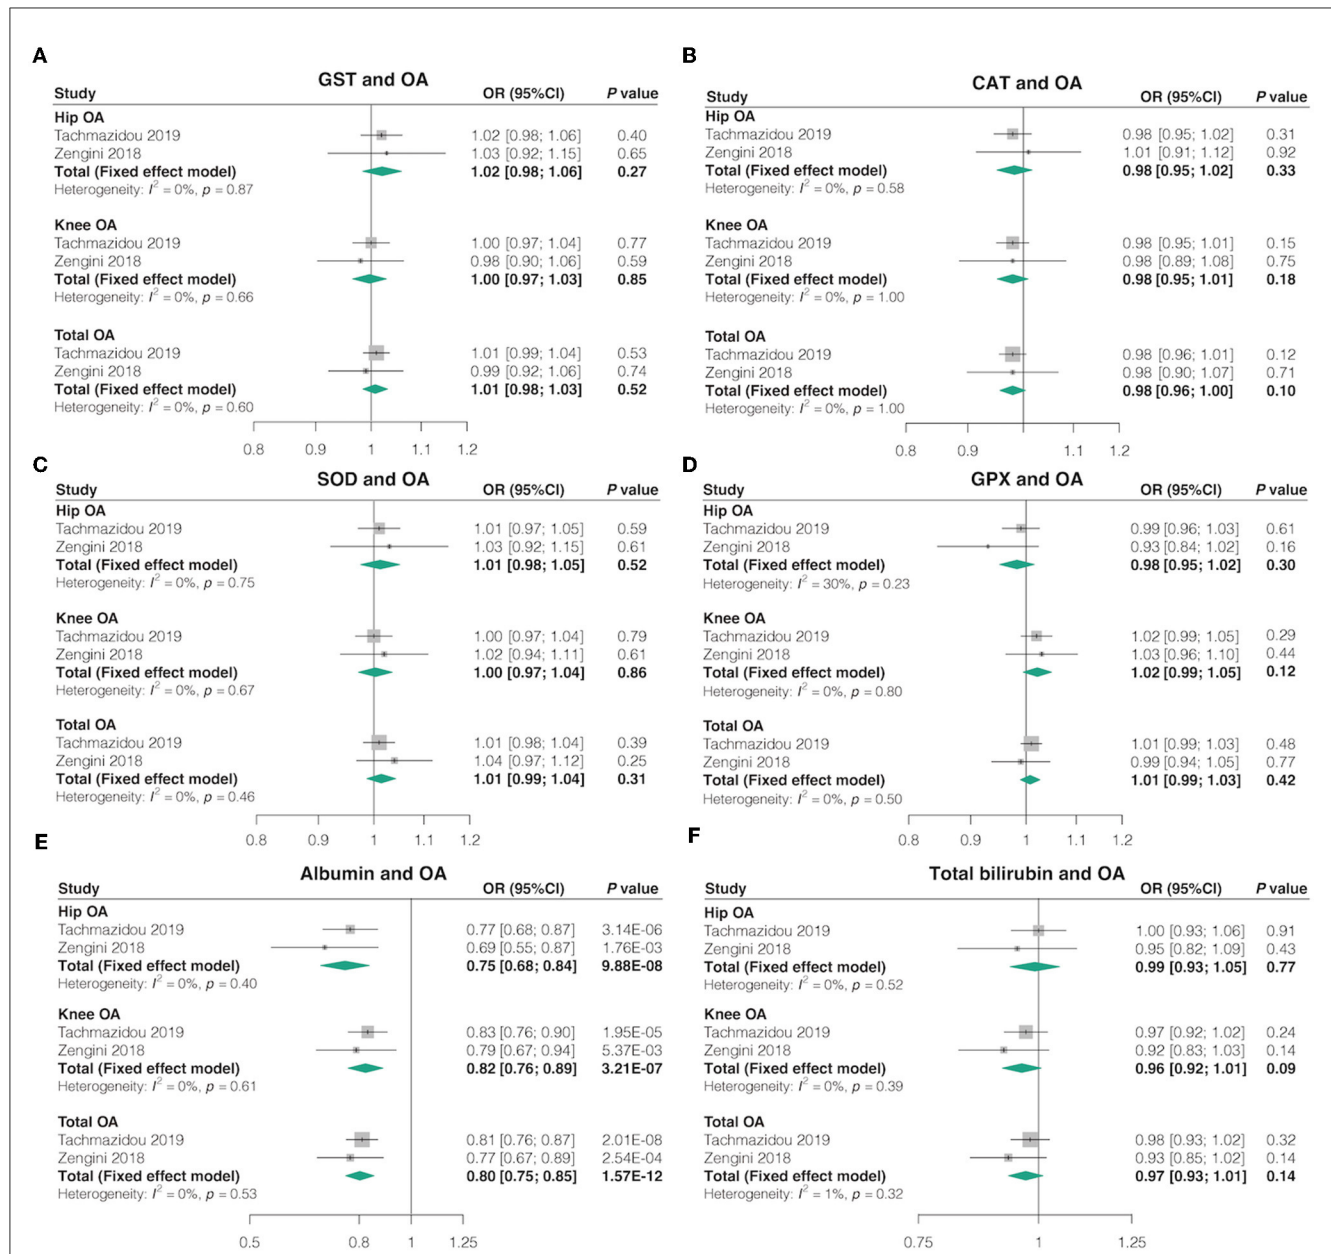 A
GST and OA
Study OR (95%CI) P value
Hip OA
Tachmazidou 2019 1.02 [0.98; 1.06] 0.40
Zengini 2018 1.03 [0.92; 1.15] 0.65
Total (Fixed effect model) 1.02 [0.98; 1.06] 0.27
Heterogeneity: I² = 0%, p = 0.87
Knee OA
Tachmazidou 2019 1.00 [0.97; 1.04] 0.77
Zengini 2018 0.98 [0.90; 1.06] 0.59
Total (Fixed effect model) 1.00 [0.97; 1.03] 0.85
Heterogeneity: I² = 0%, p = 0.66
Total OA
Tachmazidou 2019 1.01 [0.99; 1.04] 0.53
Zengini 2018 0.99 [0.92; 1.06] 0.74
Total (Fixed effect model) 1.01 [0.98; 1.03] 0.52
Heterogeneity: I² = 0%, p = 0.60
0.8 0.9 1 1.1 1.2
B
CAT and OA
Study OR (95%CI) P value
Hip OA
Tachmazidou 2019 0.98 [0.95; 1.02] 0.31
Zengini 2018 1.01 [0.91; 1.12] 0.92
Total (Fixed effect model) 0.98 [0.95; 1.02] 0.33
Heterogeneity: I² = 0%, p = 0.58
Knee OA
Tachmazidou 2019 0.98 [0.95; 1.01] 0.15
Zengini 2018 0.98 [0.89; 1.08] 0.75
Total (Fixed effect model) 0.98 [0.95; 1.01] 0.18
Heterogeneity: I² = 0%, p = 1.00
Total OA
Tachmazidou 2019 0.98 [0.96; 1.01] 0.12
Zengini 2018 0.98 [0.90; 1.07] 0.71
Total (Fixed effect model) 0.98 [0.96; 1.00] 0.10
Heterogeneity: I² = 0%, p = 1.00
0.8 0.9 1.1 1.2
C
SOD and OA
Study OR (95%CI) P value
Hip OA
Tachmazidou 2019 1.01 [0.97; 1.05] 0.59
Zengini 2018 1.03 [0.92; 1.15] 0.61
Total (Fixed effect model) 1.01 [0.98; 1.05] 0.52
Heterogeneity: I² = 0%, p = 0.75
Knee OA
Tachmazidou 2019 1.00 [0.97; 1.04] 0.79
Zengini 2018 1.02 [0.94; 1.11] 0.61
Total (Fixed effect model) 1.00 [0.97; 1.04] 0.86
Heterogeneity: I² = 0%, p = 0.67
Total OA
Tachmazidou 2019 1.01 [0.98; 1.04] 0.39
Zengini 2018 1.04 [0.97; 1.12] 0.25
Total (Fixed effect model) 1.01 [0.99; 1.04] 0.31
Heterogeneity: I² = 0%, p = 0.46
0.8 0.9 1 1.1 1.2
D
GPX and OA
Study OR (95%CI) P value
Hip OA
Tachmazidou 2019 0.99 [0.96; 1.03] 0.61
Zengini 2018 0.93 [0.84; 1.02] 0.16
Total (Fixed effect model) 0.98 [0.95; 1.02] 0.30
Heterogeneity: I² = 30%, p = 0.23
Knee OA
Tachmazidou 2019 1.02 [0.99; 1.05] 0.29
Zengini 2018 1.03 [0.96; 1.10] 0.44
Total (Fixed effect model) 1.02 [0.99; 1.05] 0.12
Heterogeneity: I² = 0%, p = 0.80
Total OA
Tachmazidou 2019 1.01 [0.99; 1.03] 0.48
Zengini 2018 0.99 [0.94; 1.05] 0.77
Total (Fixed effect model) 1.01 [0.99; 1.03] 0.42
Heterogeneity: I² = 0%, p = 0.50
0.8 0.9 1 1.1 1.2
E
Albumin and OA
Study OR (95%CI) P value
Hip OA
Tachmazidou 2019 0.77 [0.68; 0.87] 3.14E-06
Zengini 2018 0.69 [0.55; 0.87] 1.76E-03
Total (Fixed effect model) 0.75 [0.68; 0.84] 9.88E-08
Heterogeneity: I² = 0%, p = 0.40
Knee OA
Tachmazidou 2019 0.83 [0.76; 0.90] 1.95E-05
Zengini 2018 0.79 [0.67; 0.94] 5.37E-03
Total (Fixed effect model) 0.82 [0.76; 0.89] 3.21E-07
Heterogeneity: I² = 0%, p = 0.61
Total OA
Tachmazidou 2019 0.81 [0.76; 0.87] 2.01E-08
Zengini 2018 0.77 [0.67; 0.89] 2.54E-04
Total (Fixed effect model) 0.80 [0.75; 0.85] 1.57E-12
Heterogeneity: I² = 0%, p = 0.53
0.5 0.8 1 1.25
F
Total bilirubin and OA
Study OR (95%CI) P value
Hip OA
Tachmazidou 2019 1.00 [0.93; 1.06] 0.91
Zengini 2018 0.95 [0.82; 1.09] 0.43
Total (Fixed effect model) 0.99 [0.93; 1.05] 0.77
Heterogeneity: I² = 0%, p = 0.52
Knee OA
Tachmazidou 2019 0.97 [0.92; 1.02] 0.24
Zengini 2018 0.92 [0.83; 1.03] 0.14
Total (Fixed effect model) 0.96 [0.92; 1.01] 0.09
Heterogeneity: I² = 0%, p = 0.39
Total OA
Tachmazidou 2019 0.98 [0.93; 1.02] 0.32
Zengini 2018 0.93 [0.85; 1.02] 0.14
Total (Fixed effect model) 0.97 [0.93; 1.01] 0.14
Heterogeneity: I² = 1%, p = 0.32
0.75 1 1.25